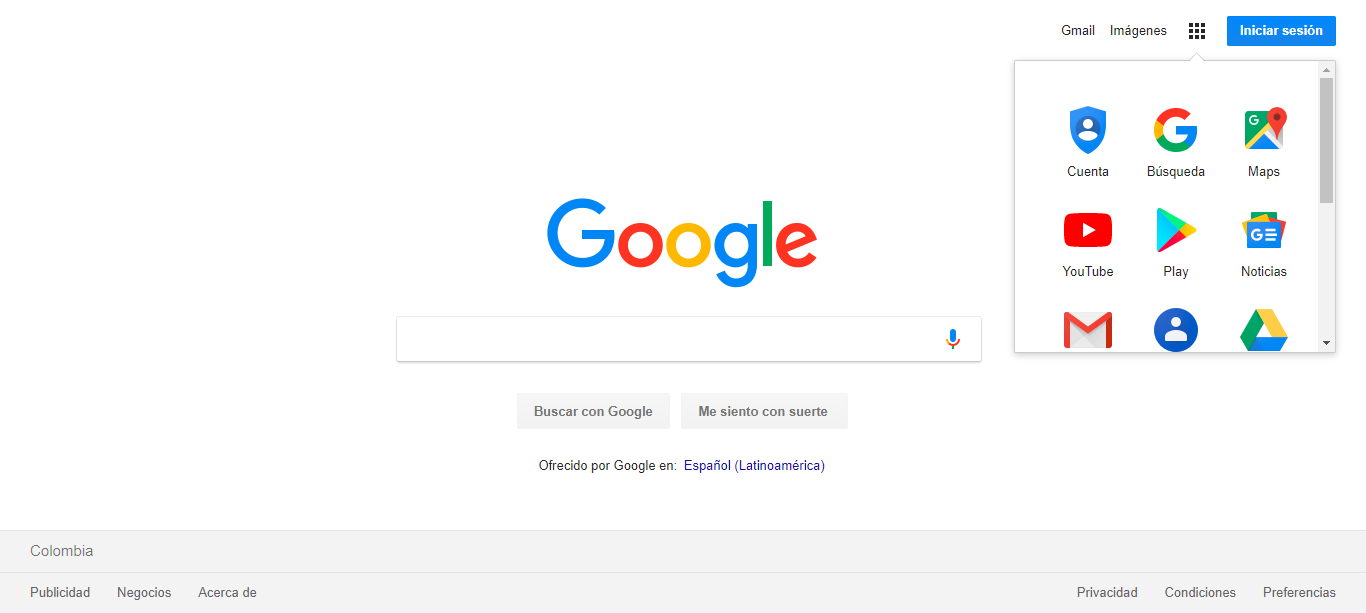 Gmail Imágenes Iniciar sesión
Cuenta Búsqueda Maps
YouTube Play Noticias
Google
Buscar con Google Me siento con suerte
Ofrecido por Google en: Español (Latinoamérica)
Colombia
Publicidad Negocios Acerca de Privacidad Condiciones Preferencias